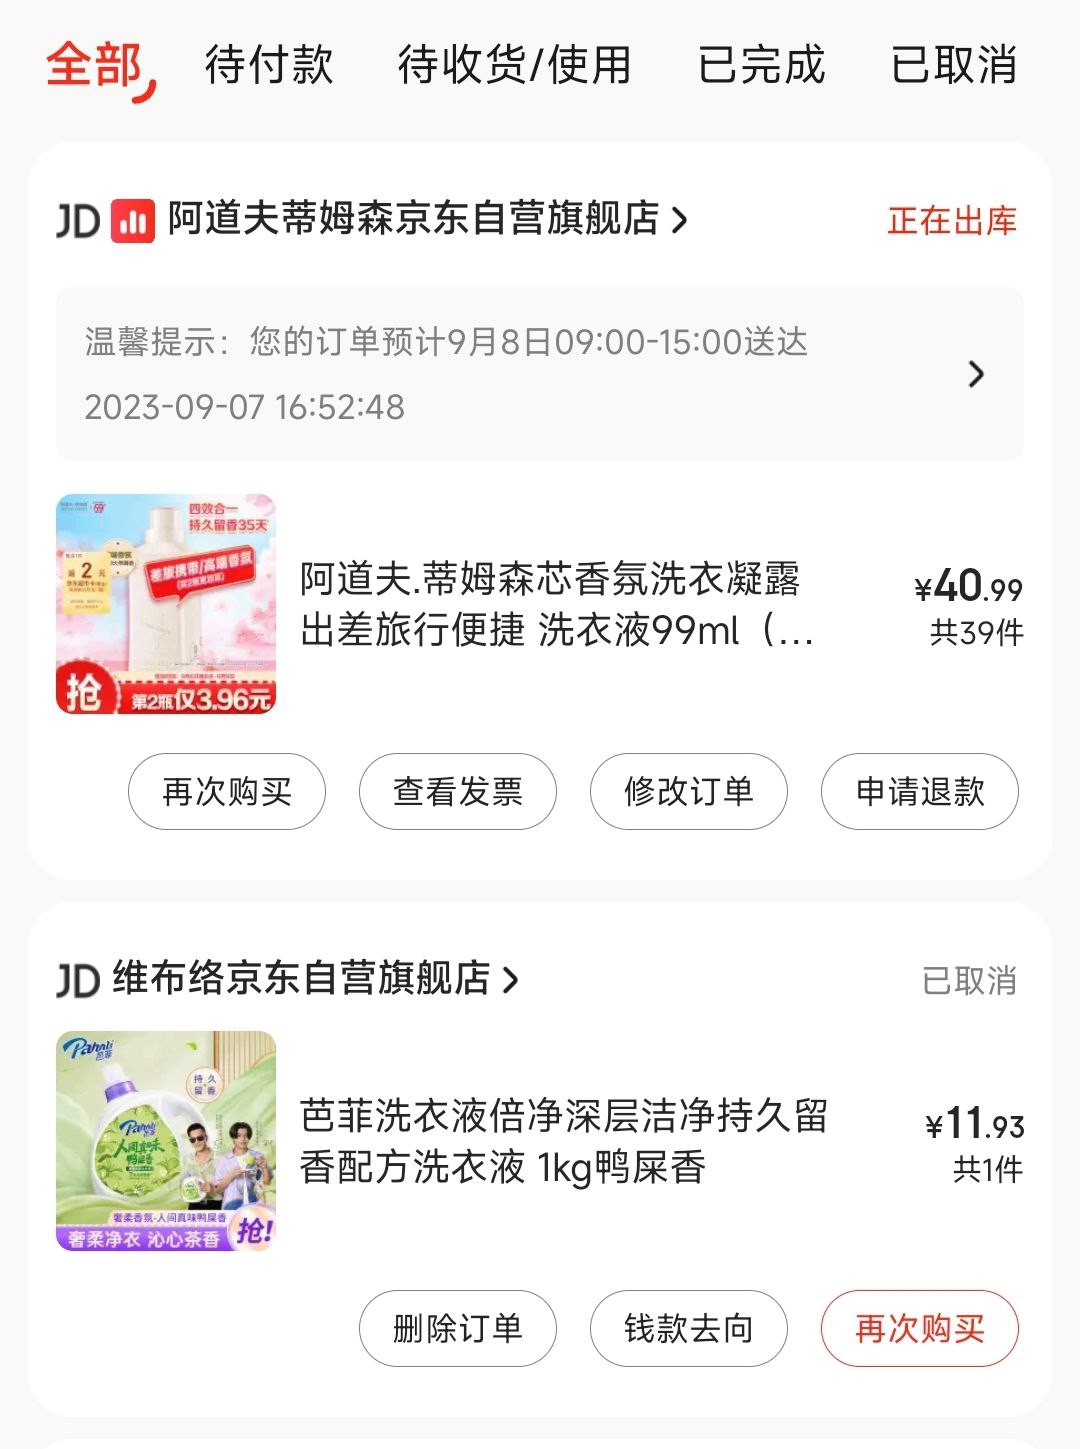 全部
待付款
待收货/使用
已完成
已取消
JD 阿道夫蒂姆森京东自营旗舰店 >
正在出库
温馨提示：您的订单预计9月8日09:00-15:00送达
2023-09-07 16:52:48
四效合一
持久留香35天
差旅携带/高端香氛
2元
抢
第2瓶仅3.96元
阿道夫.蒂姆森芯香氛洗衣凝露
出差旅行便捷 洗衣液99ml（...
¥40.99
共39件
再次购买
查看发票
修改订单
申请退款
JD 维布络京东自营旗舰店 >
已取消
Pahnli
芭菲
持久
留香
Pahnli
人间真味
鸭屎香
奢柔香氛·人间真味鸭屎香
奢柔净衣 沁心茶香
抢!
芭菲洗衣液倍净深层洁净持久留
香配方洗衣液 1kg鸭屎香
¥11.93
共1件
删除订单
钱款去向
再次购买